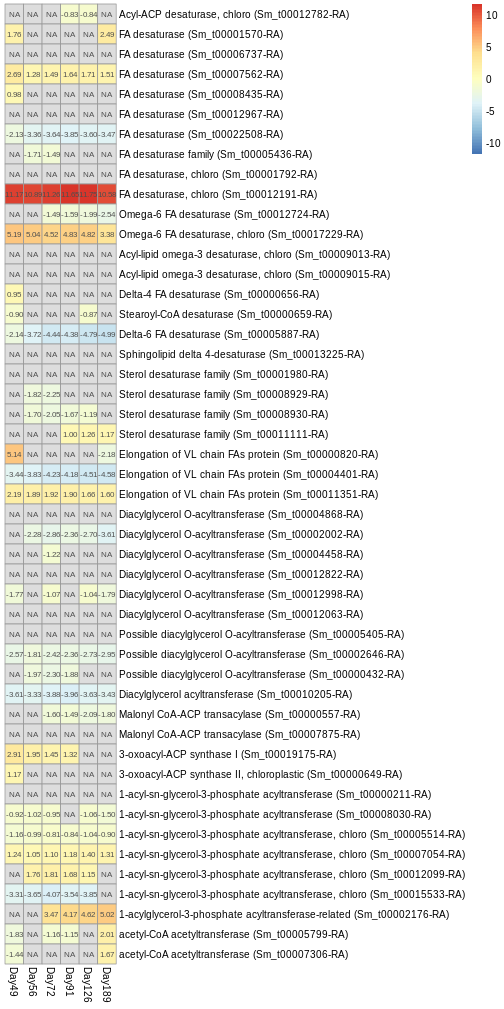 NA NA NA -0.83 -0.84 NA Acyl-ACP desaturase, chloro (Sm_t00012782-RA)
1.76 NA NA NA NA 2.49 FA desaturase (Sm_t00001570-RA)
NA NA NA NA NA NA FA desaturase (Sm_t00006737-RA)
2.69 1.28 1.49 1.64 1.71 1.51 FA desaturase (Sm_t00007562-RA)
0.98 NA NA NA NA NA FA desaturase (Sm_t00008435-RA)
NA NA NA NA NA NA FA desaturase (Sm_t00012967-RA)
-2.13 -3.36 -3.64 -3.85 -3.60 -3.47 FA desaturase (Sm_t00022508-RA)
NA -1.71 -1.49 NA NA NA FA desaturase family (Sm_t00005436-RA)
NA NA NA NA NA NA FA desaturase, chloro (Sm_t00001792-RA)
FA desaturase, chloro (Sm_t00012191-RA)
NA NA -1.49 -1.59 -1.99 -2.54 Omega-6 FA desaturase (Sm_t00012724-RA)
5.19 5.04 4.52 4.83 4.82 3.38 Omega-6 FA desaturase, chloro (Sm_t00017229-RA)
NA NA NA NA NA NA Acyl-lipid omega-3 desaturase, chloro (Sm_t00009013-RA)
NA NA NA NA NA NA Acyl-lipid omega-3 desaturase, chloro (Sm_t00009015-RA)
0.95 NA NA NA NA NA Delta-4 FA desaturase (Sm_t00000656-RA)
-0.90 NA NA NA -0.87 NA Stearoyl-CoA desaturase (Sm_t00000659-RA)
-2.14 -3.72 -4.44 -4.38 -4.79 -4.99 Delta-6 FA desaturase (Sm_t00005887-RA)
NA NA NA NA NA NA Sphingolipid delta 4-desaturase (Sm_t00013225-RA)
NA NA NA NA NA NA Sterol desaturase family (Sm_t00001980-RA)
NA -1.82 -2.25 NA NA NA Sterol desaturase family (Sm_t00008929-RA)
NA -1.70 -2.05 -1.67 -1.19 NA Sterol desaturase family (Sm_t00008930-RA)
NA NA NA 1.00 1.26 1.17 Sterol desaturase family (Sm_t00011111-RA)
5.14 NA NA NA NA -2.18 Elongation of VL chain FAs protein (Sm_t00000820-RA)
-3.44 -3.83 -4.23 -4.18 -4.51 -4.58 Elongation of VL chain FAs protein (Sm_t00004401-RA)
2.19 1.89 1.92 1.90 1.66 1.60 Elongation of VL chain FAs protein (Sm_t00011351-RA)
NA NA NA NA NA NA Diacylglycerol O-acyltransferase (Sm_t00004868-RA)
NA -2.28 -2.86 -2.36 -2.70 -3.61 Diacylglycerol O-acyltransferase (Sm_t00002002-RA)
NA NA -1.22 NA NA NA Diacylglycerol O-acyltransferase (Sm_t00004458-RA)
NA NA NA NA NA NA Diacylglycerol O-acyltransferase (Sm_t00012822-RA)
-1.77 NA -1.07 NA -1.04 -1.79 Diacylglycerol O-acyltransferase (Sm_t00012998-RA)
NA NA NA NA NA NA Diacylglycerol O-acyltransferase (Sm_t00012063-RA)
NA NA NA NA NA NA Possible diacylglycerol O-acyltransferase (Sm_t00005405-RA)
-2.57 -1.81 -2.42 -2.36 -2.73 -2.95 Possible diacylglycerol O-acyltransferase (Sm_t00002646-RA)
NA -1.97 -2.30 -1.88 NA NA Possible diacylglycerol O-acyltransferase (Sm_t00000432-RA)
-3.61 -3.33 -3.88 -3.96 -3.63 -3.43 Diacylglycerol acyltransferase (Sm_t00010205-RA)
NA NA -1.60 -1.49 -2.09 -1.80 Malonyl CoA-ACP transacylase (Sm_t00000557-RA)
NA NA NA NA NA NA Malonyl CoA-ACP transacylase (Sm_t00007875-RA)
2.91 1.95 1.45 1.32 NA NA 3-oxoacyl-ACP synthase I (Sm_t00019175-RA)
1.17 NA NA NA NA NA 3-oxoacyl-ACP synthase II, chloroplastic (Sm_t00000649-RA)
NA NA NA NA NA NA 1-acyl-sn-glycerol-3-phosphate acyltransferase (Sm_t00000211-RA)
-0.92 -1.02 -0.95 NA -1.06 -1.50 1-acyl-sn-glycerol-3-phosphate acyltransferase (Sm_t00008030-RA)
-1.16 -0.99 -0.81 -0.84 -1.04 -0.90 1-acyl-sn-glycerol-3-phosphate acyltransferase, chloro (Sm_t00005514-RA)
1.24 1.05 1.10 1.18 1.40 1.31 1-acyl-sn-glycerol-3-phosphate acyltransferase, chloro (Sm_t00007054-RA)
NA 1.76 1.81 1.68 1.15 NA 1-acyl-sn-glycerol-3-phosphate acyltransferase, chloro (Sm_t00012099-RA)
-3.31 -3.65 -4.07 -3.54 -3.85 NA 1-acyl-sn-glycerol-3-phosphate acyltransferase, chloro (Sm_t00015533-RA)
NA NA 3.47 4.17 4.62 5.02 1-acylglycerol-3-phosphate acyltransferase-related (Sm_t00002176-RA)
-1.83 NA -1.16 -1.15 NA 2.01 acetyl-CoA acetyltransferase (Sm_t00005799-RA)
-1.44 NA NA NA NA 1.67 acetyl-CoA acetyltransferase (Sm_t00007306-RA)
Day49 Day56 Day72 Day91 Day126 Day189
10
5
0
-5
-10